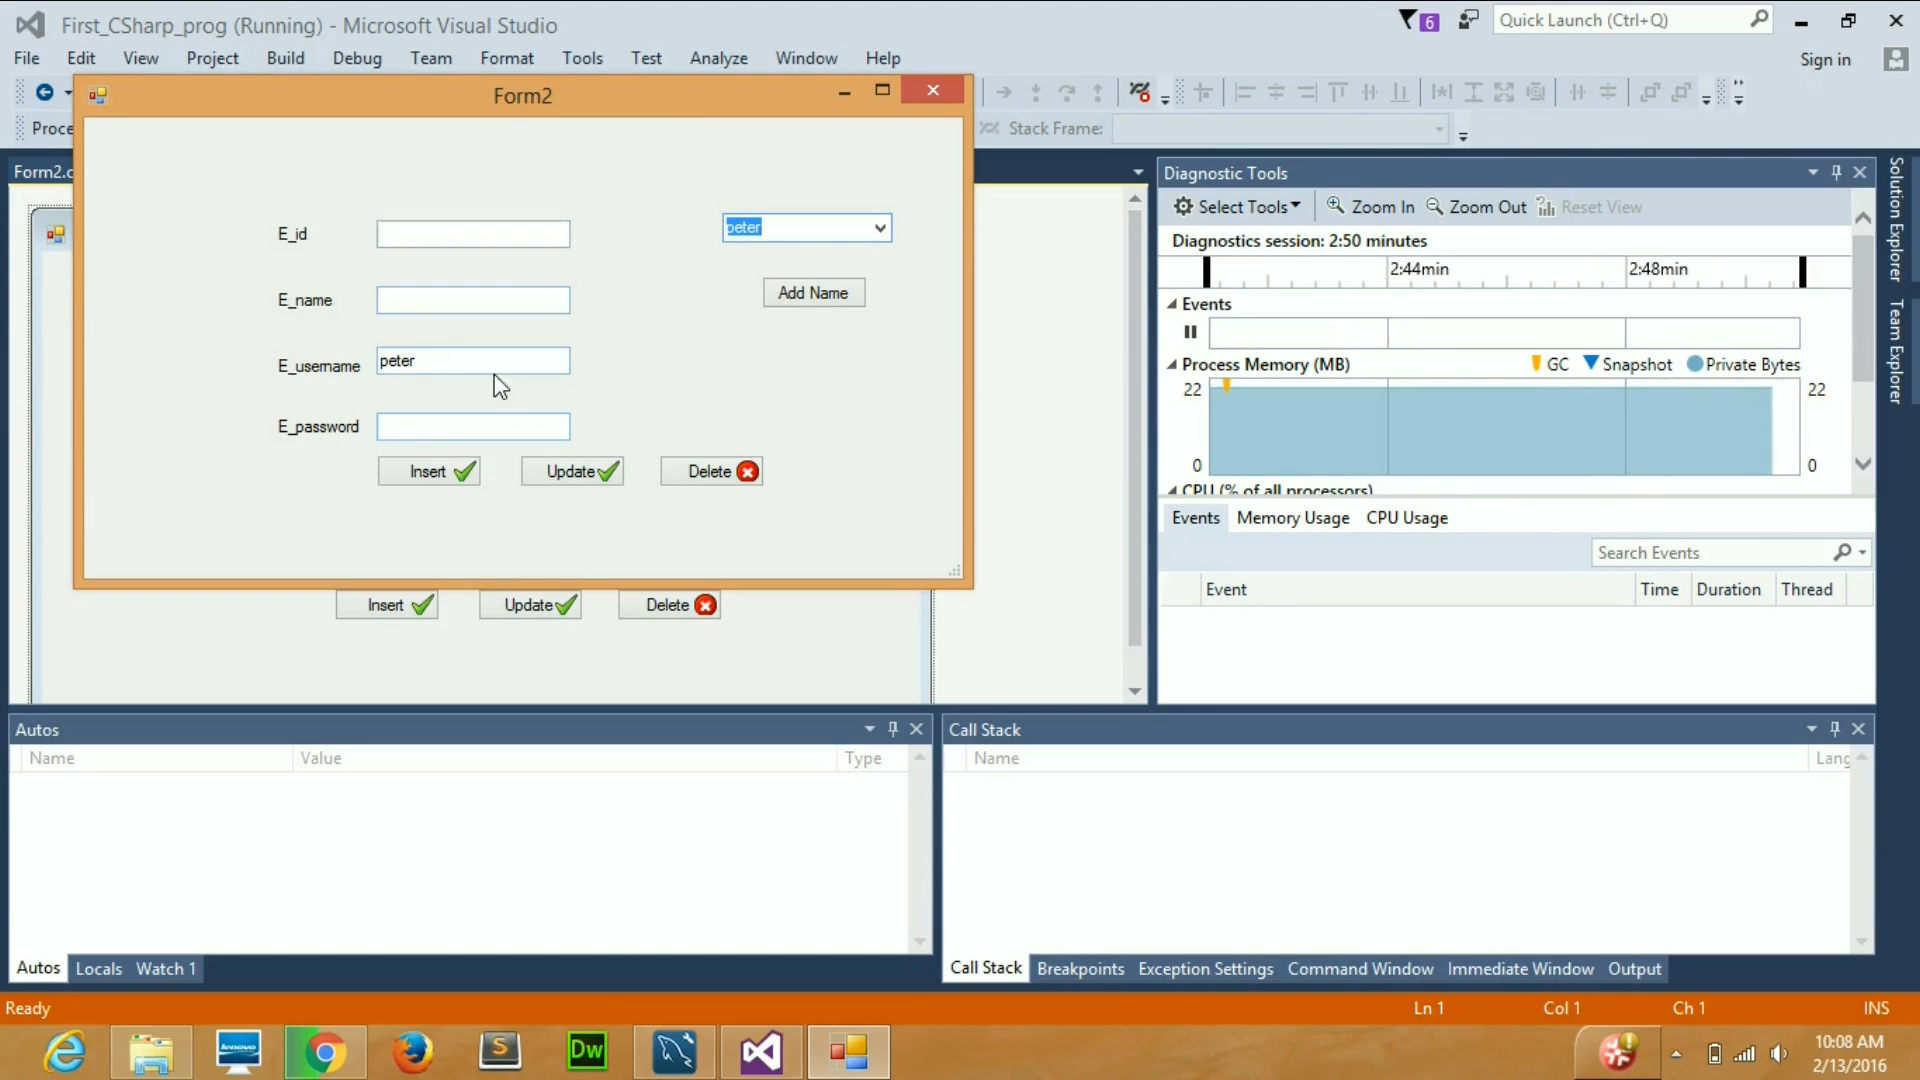 First_CSharp_prog (Running) - Microsoft Visual Studio
6
Quick Launch (Ctrl+Q)
File Edit View Project Build Debug Team Format Tools Test Analyze Window Help
Sign in
Form2
Proce
Stack Frame:
Form2.c
E_id
E_name
E_username
peter
E_password
Insert
Update
Delete
peter
Add Name
Insert
Update
Delete
Diagnostic Tools
Select Tools
Zoom In
Zoom Out
Reset View
Diagnostics session: 2:50 minutes
2:44min
2:48min
Events
Process Memory (MB)
GC
Snapshot
Private Bytes
22
22
0
0
CPU (% of all processors)
Events Memory Usage CPU Usage
Search Events
Event Time Duration Thread
Solution Explorer
Team Explorer
Autos
Name Value Type
Autos Locals Watch 1
Call Stack
Name Lang
Call Stack Breakpoints Exception Settings Command Window Immediate Window Output
Ready
Ln 1 Col 1 Ch 1 INS
lenovo
S
Dw
10:08 AM
2/13/2016